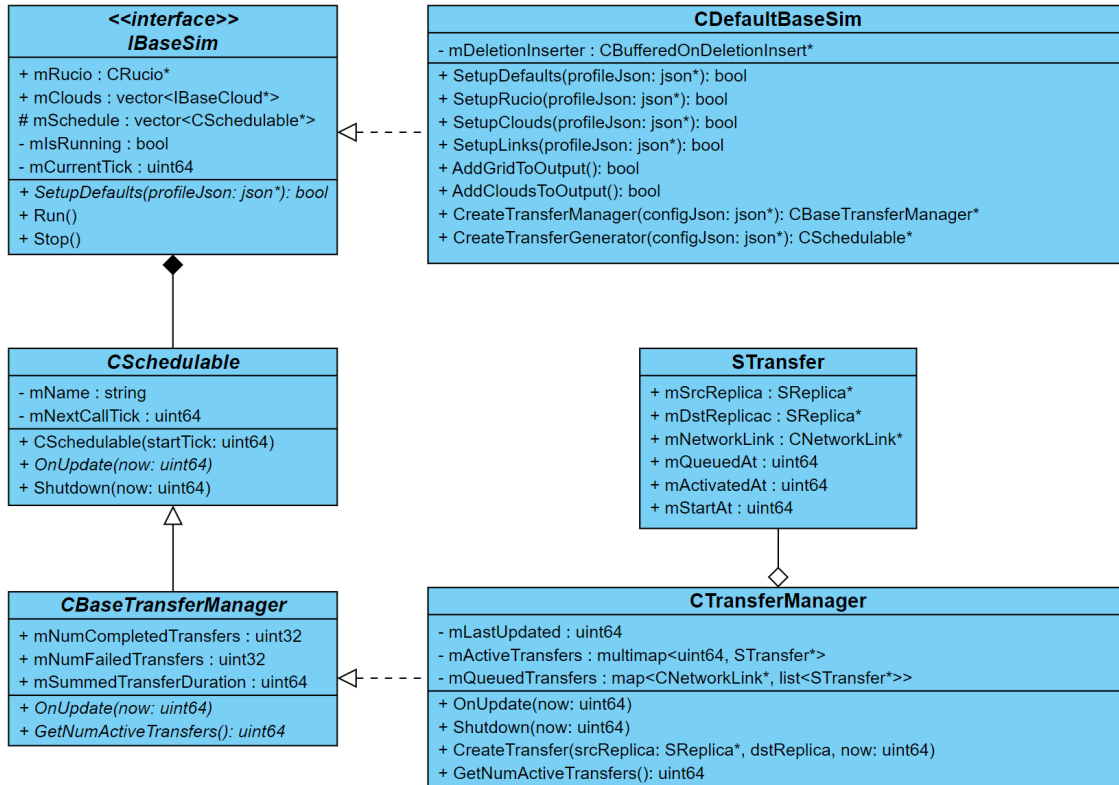 <<interface>>
IBaseSim
+ mRucio : CRucio*
+ mClouds : vector<IBaseCloud*>
# mSchedule : vector<CSchedulable*>
- mIsRunning : bool
- mCurrentTick : uint64
+ SetupDefaults(profileJson: json*): bool
+ Run()
+ Stop()
CDefaultBaseSim
- mDeletionInserter : CBufferedOnDeletionInsert*
+ SetupDefaults(profileJson: json*): bool
+ SetupRucio(profileJson: json*): bool
+ SetupClouds(profileJson: json*): bool
+ SetupLinks(profileJson: json*): bool
+ AddGridToOutput(): bool
+ AddCloudsToOutput(): bool
+ CreateTransferManager(configJson: json*): CBaseTransferManager*
+ CreateTransferGenerator(configJson: json*): CSchedulable*
CSchedulable
- mName : string
- mNextCallTick : uint64
+ CSchedulable(startTick: uint64)
+ OnUpdate(now: uint64)
+ Shutdown(now: uint64)
STransfer
+ mSrcReplica : SReplica*
+ mDstReplicac : SReplica*
+ mNetworkLink : CNetworkLink*
+ mQueuedAt : uint64
+ mActivatedAt : uint64
+ mStartAt : uint64
CBaseTransferManager
+ mNumCompletedTransfers : uint32
+ mNumFailedTransfers : uint32
+ mSummedTransferDuration : uint64
+ OnUpdate(now: uint64)
+ GetNumActiveTransfers(): uint64
CTransferManager
- mLastUpdated : uint64
- mActiveTransfers : multimap<uint64, STransfer*>
- mQueuedTransfers : map<CNetworkLink*, list<STransfer*>>
+ OnUpdate(now: uint64)
+ Shutdown(now: uint64)
+ CreateTransfer(srcReplica: SReplica*, dstReplica, now: uint64)
+ GetNumActiveTransfers(): uint64